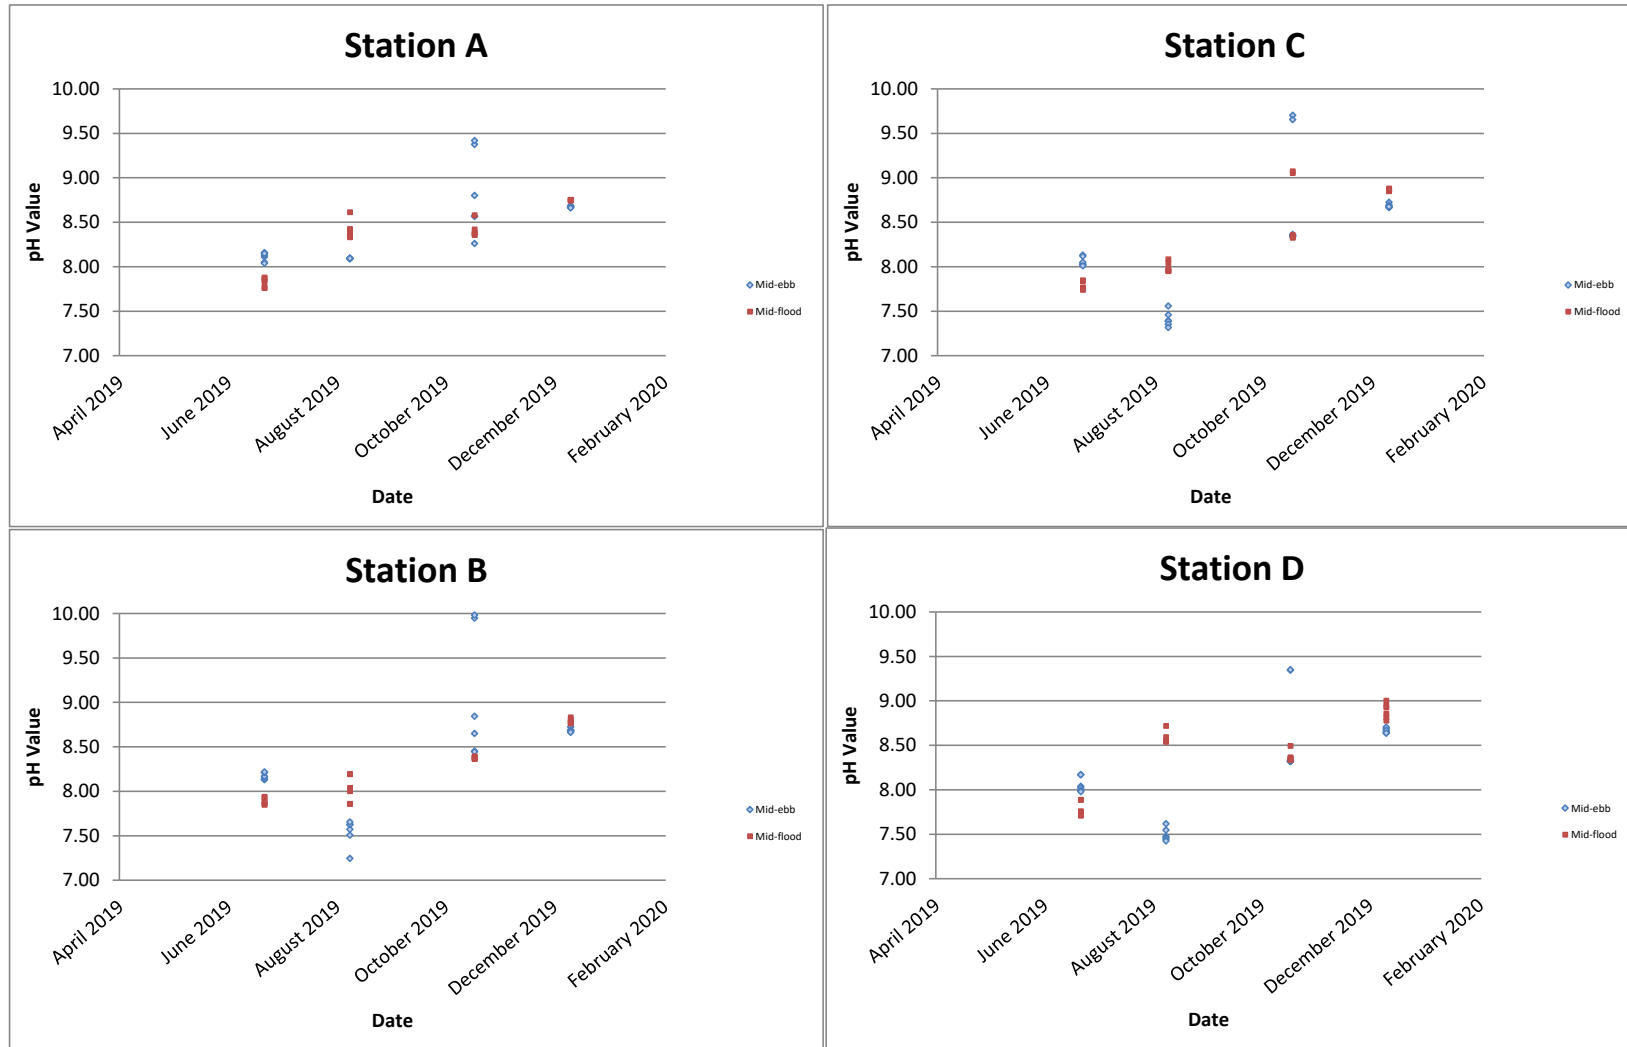 Station A
10.00
9.50
9.00
8.50
8.00
7.50
7.00
pH Value
April 2019
June 2019
August 2019
October 2019
December 2019
February 2020
Date
Mid-ebb
Mid-flood
Station C
10.00
9.50
9.00
8.50
8.00
7.50
7.00
pH Value
April 2019
June 2019
August 2019
October 2019
December 2019
February 2020
Date
Mid-ebb
Mid-flood
Station B
10.00
9.50
9.00
8.50
8.00
7.50
7.00
pH Value
April 2019
June 2019
August 2019
October 2019
December 2019
February 2020
Date
Mid-ebb
Mid-flood
Station D
10.00
9.50
9.00
8.50
8.00
7.50
7.00
pH Value
April 2019
June 2019
August 2019
October 2019
December 2019
February 2020
Date
Mid-ebb
Mid-flood